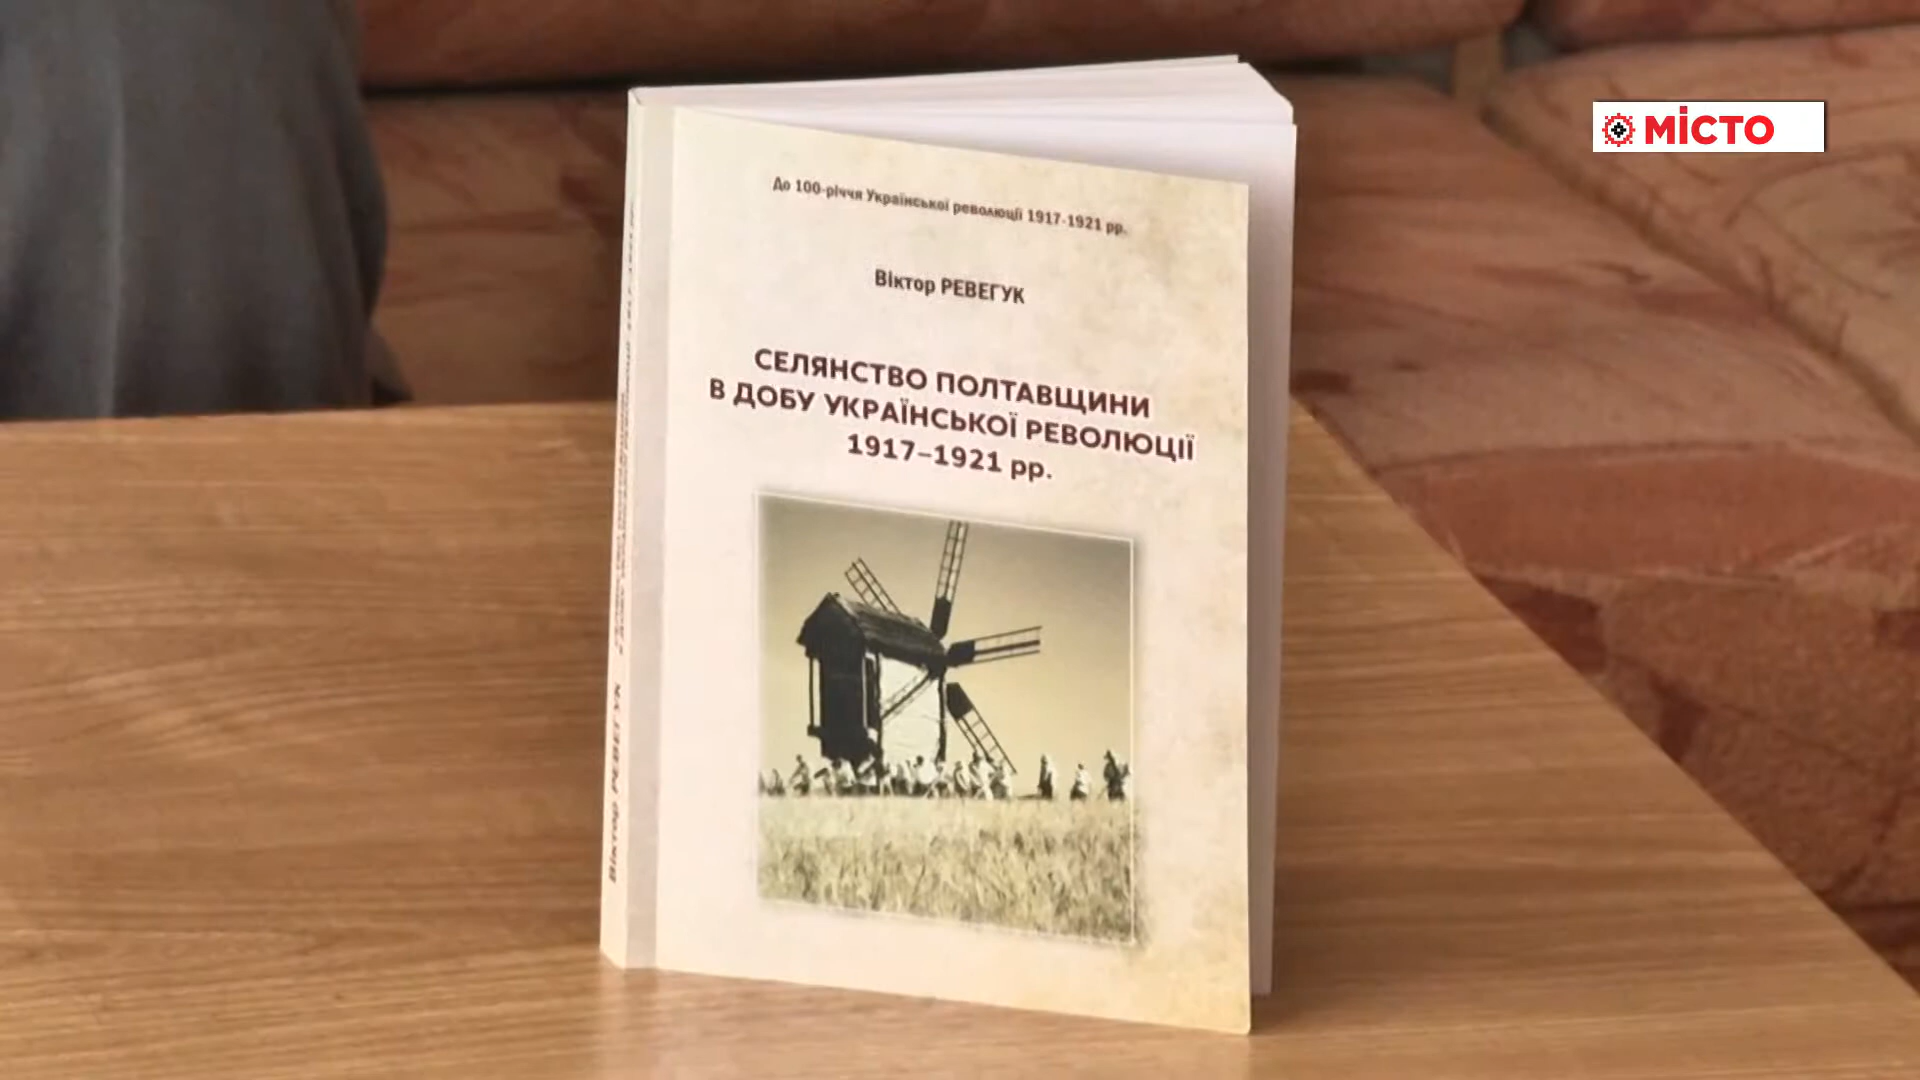 МІСТО
До 100-річчя Української революції 1917-1921 рр.
Віктор РЕВЕГУК
СЕЛЯНСТВО ПОЛТАВЩИНИ
В ДОБУ УКРАЇНСЬКОЇ РЕВОЛЮЦІЇ
1917–1921 рр.
Віктор РЕВЕГУК